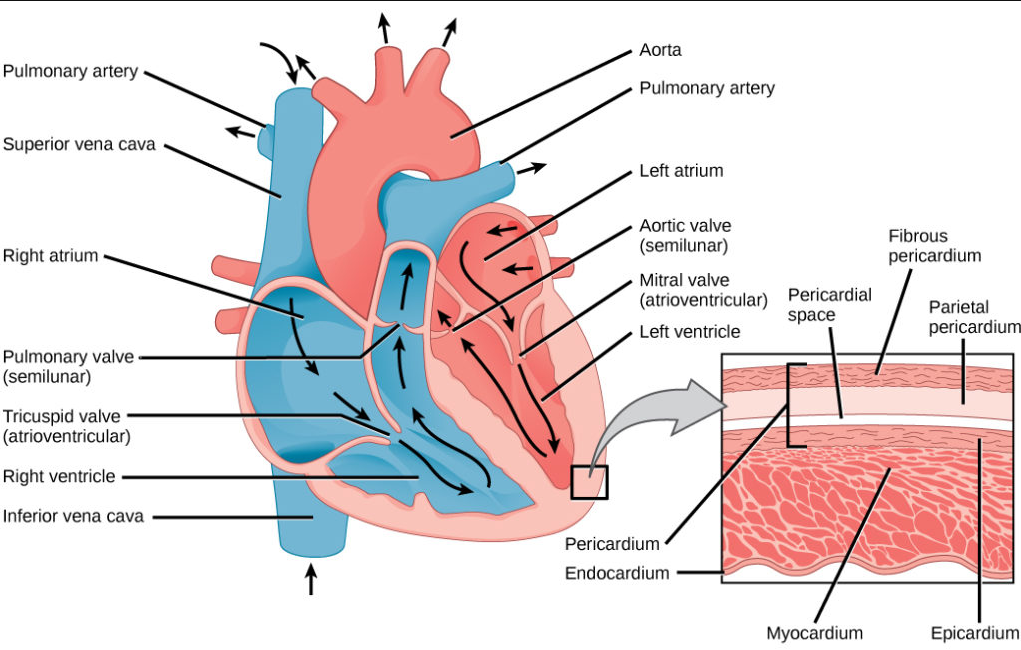 Pulmonary artery
Superior vena cava
Right atrium
Pulmonary valve
(semilunar)
Tricuspid valve
(atrioventricular)
Right ventricle
Inferior vena cava
Aorta
Pulmonary artery
Left atrium
Aortic valve
(semilunar)
Mitral valve
(atrioventricular)
Left ventricle
Fibrous
pericardium
Pericardial
space
Parietal
pericardium
Pericardium
Endocardium
Myocardium
Epicardium